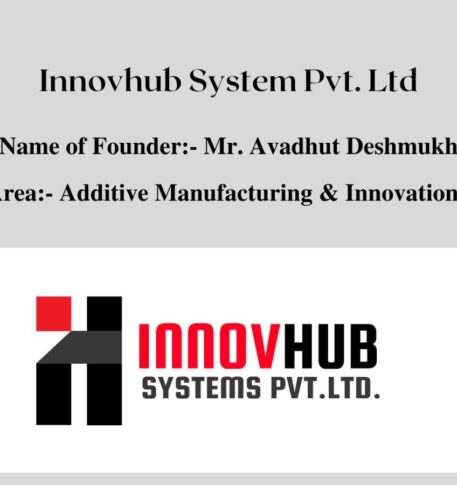 Innovhub System Pvt. Ltd
Name of Founder:- Mr. Avadhut Deshmukh
Area:- Additive Manufacturing & Innovation
INNOVHUB
SYSTEMS PVT.LTD.